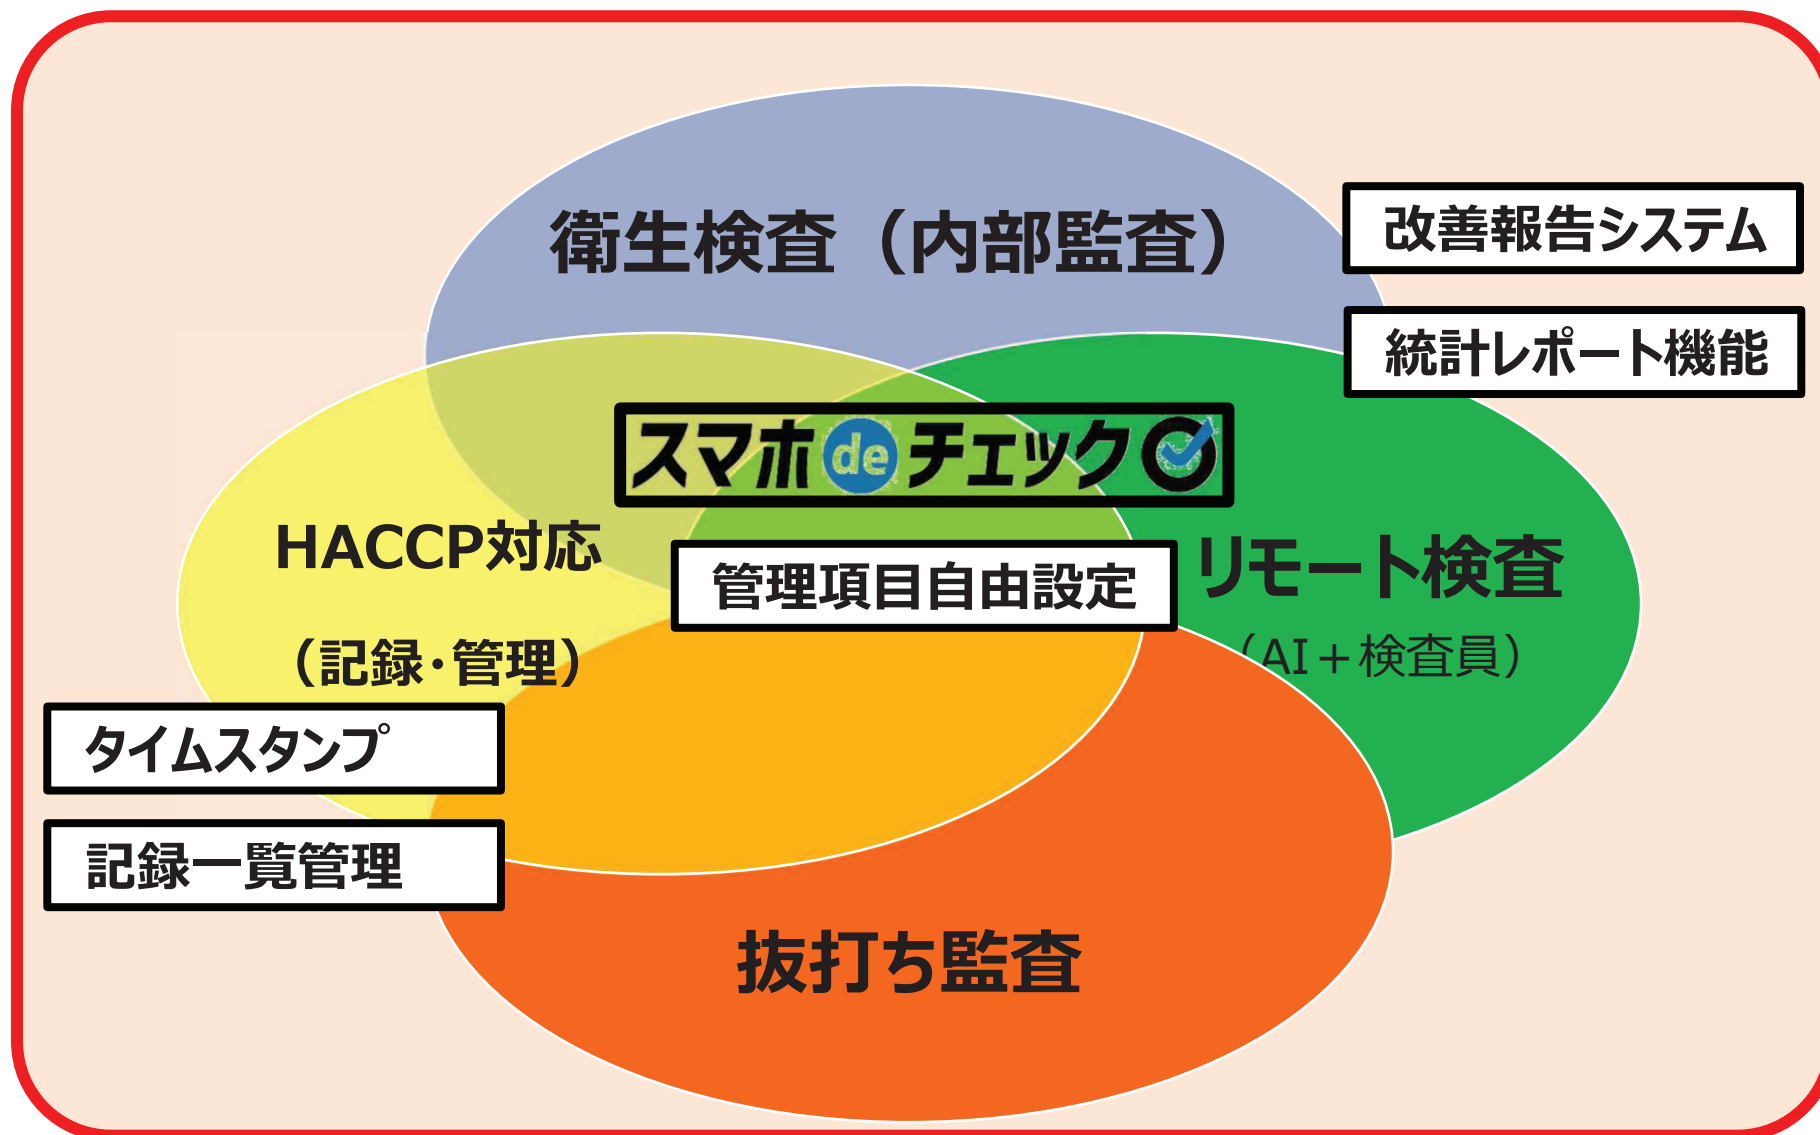 衛生検査（内部監査）
改善報告システム
統計レポート機能
スマホdeチェック
HACCP対応
（記録・管理）
管理項目自由設定
リモート検査
（AI＋検査員）
タイムスタンプ
記録一覧管理
抜打ち監査